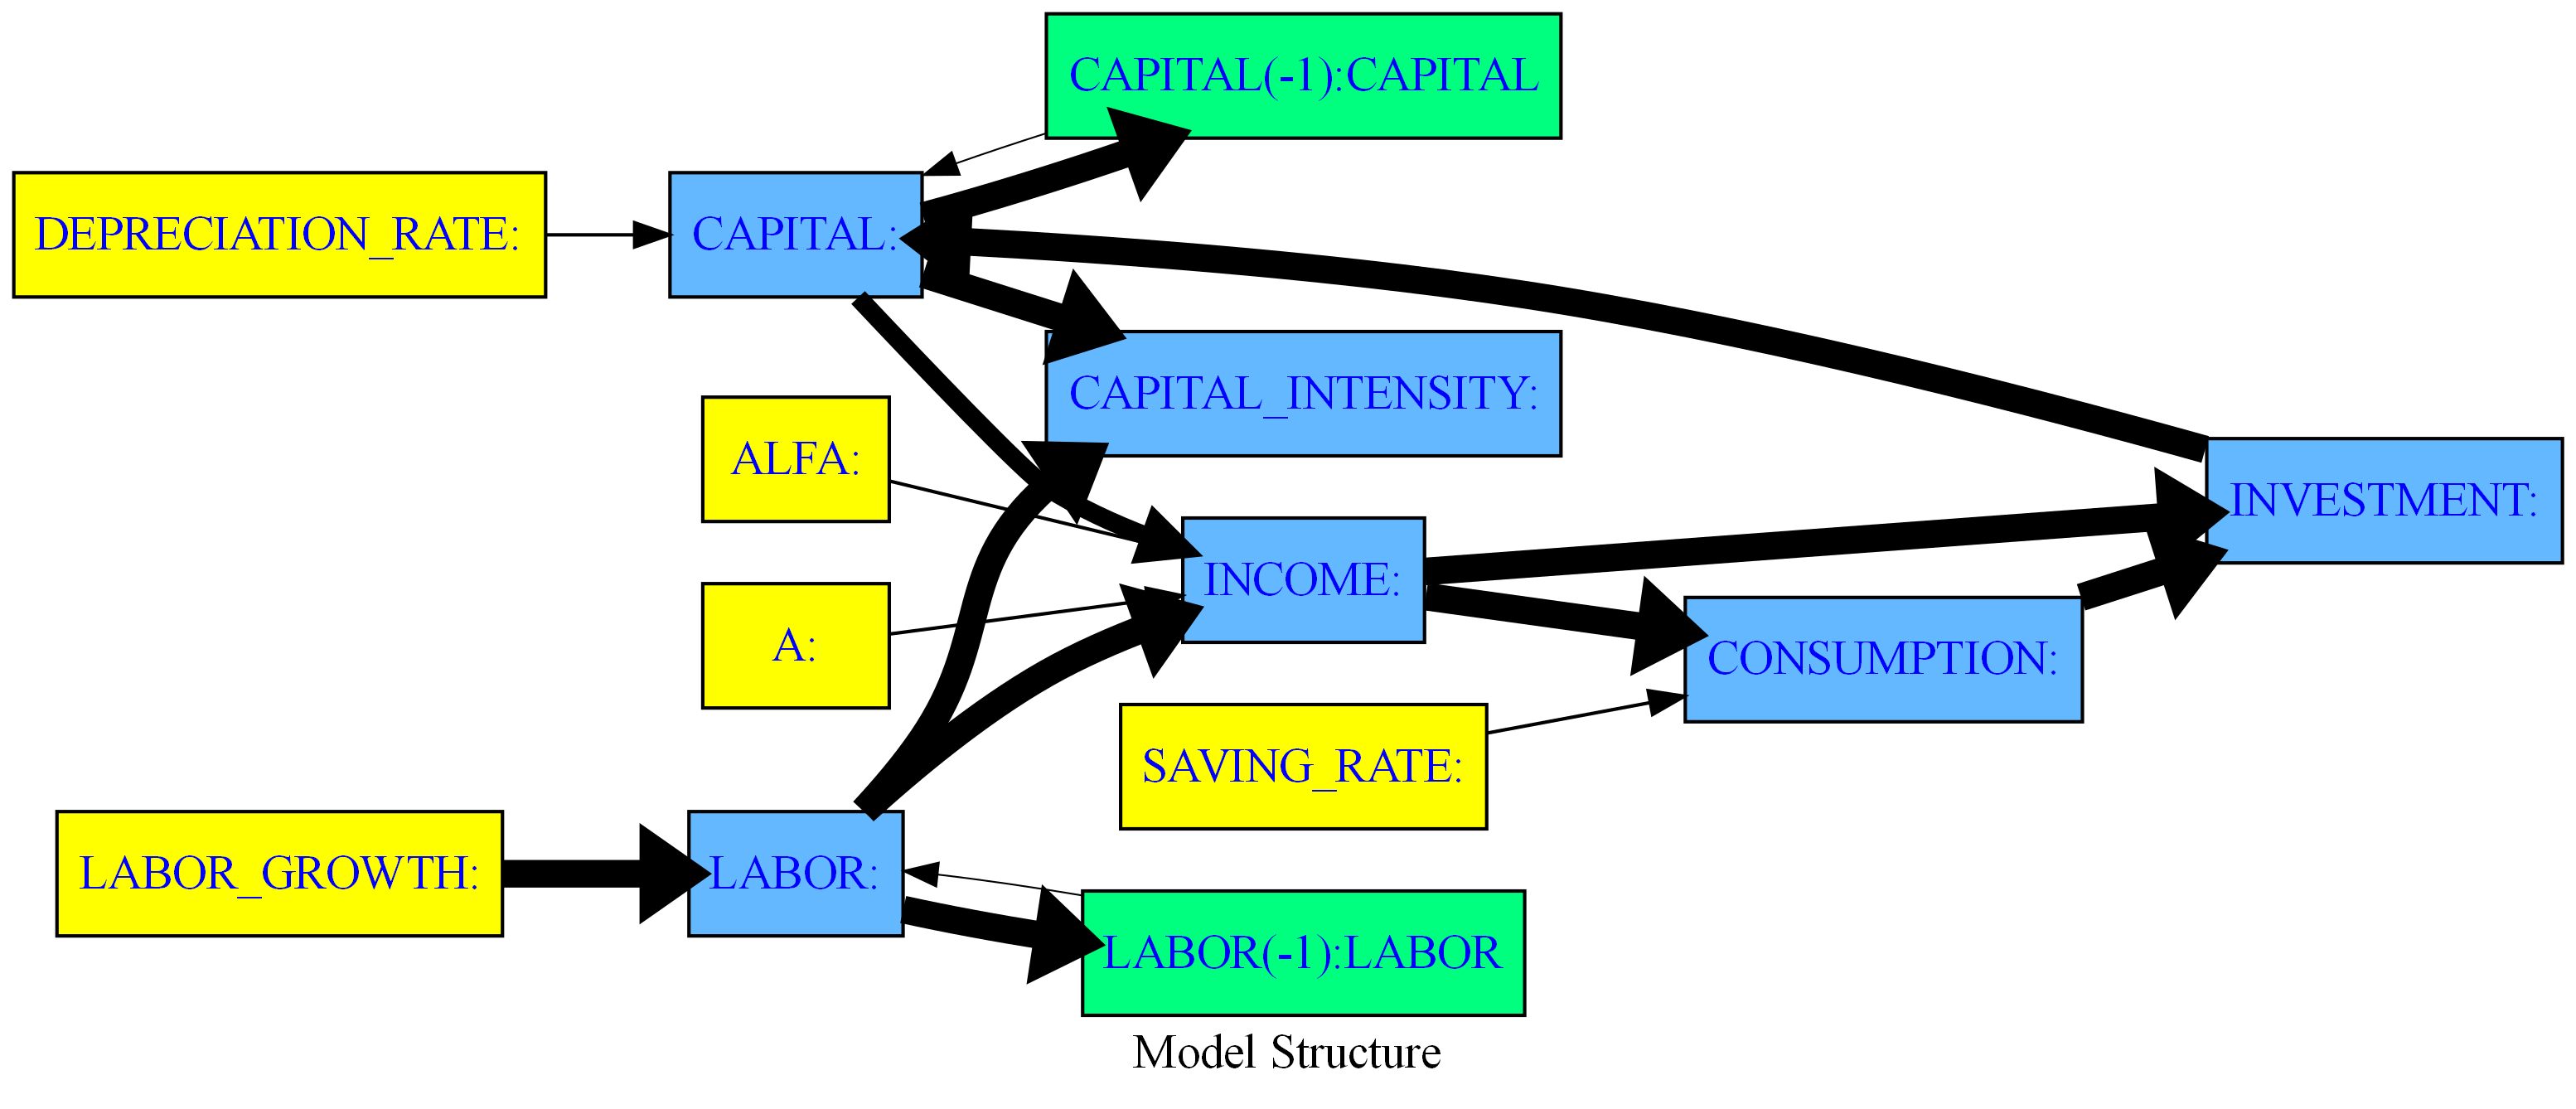 CAPITAL(-1):CAPITAL
DEPRECIATION_RATE:
CAPITAL:
CAPITAL_INTENSITY:
ALFA:
INVESTMENT:
INCOME:
A:
CONSUMPTION:
SAVING_RATE:
LABOR_GROWTH:
LABOR:
LABOR(-1):LABOR
Model Structure